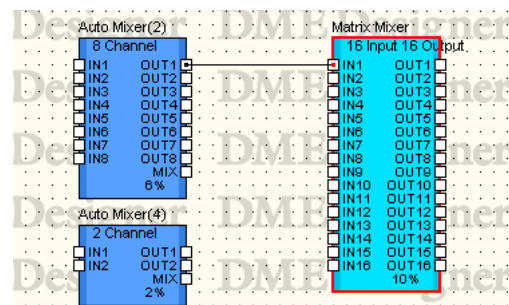 Auto Mixer(2)
8 Channel
IN1 OUT1
IN2 OUT2
IN3 OUT3
IN4 OUT4
IN5 OUT5
IN6 OUT6
IN7 OUT7
IN8 OUT8
MIX
6%
Auto Mixer(4)
2 Channel
IN1 OUT1
IN2 OUT2
MIX
2%
Matrix Mixer
16 Input 16 Output
IN1 OUT1
IN2 OUT2
IN3 OUT3
IN4 OUT4
IN5 OUT5
IN6 OUT6
IN7 OUT7
IN8 OUT8
IN9 OUT9
IN10 OUT10
IN11 OUT11
IN12 OUT12
IN13 OUT13
IN14 OUT14
IN15 OUT15
IN16 OUT16
10%
DME Designer